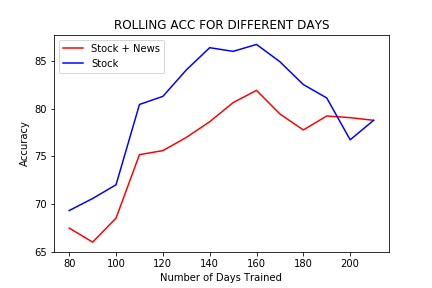 ROLLING ACC FOR DIFFERENT DAYS
Stock + News
Stock
Accuracy
85
80
75
70
65
80 100 120 140 160 180 200
Number of Days Trained